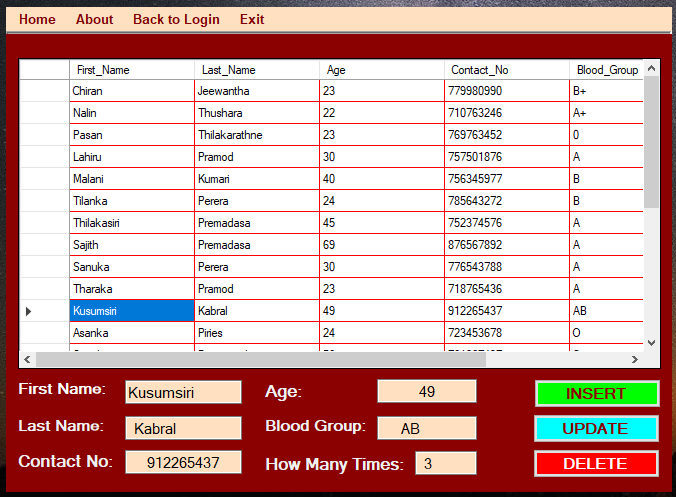 Home About Back to Login Exit
First_Name Last_Name Age Contact_No Blood_Group
Chiran Jeewantha 23 779980990 B+
Nalin Thushara 22 710763246 A+
Pasan Thilakarathne 23 769763452 0
Lahiru Pramod 30 757501876 A
Malani Kumari 40 756345977 B
Tilanka Perera 24 785643272 B
Thilakasiri Premadasa 45 752374576 A
Sajith Premadasa 69 876567892 A
Sanuka Perera 30 776543788 A
Tharaka Pramod 23 718765436 A
Kusumsiri Kabral 49 912265437 AB
Asanka Piries 24 723453678 O
First Name: Kusumsiri Age: 49 INSERT
Last Name: Kabral Blood Group: AB UPDATE
Contact No: 912265437 How Many Times: 3 DELETE